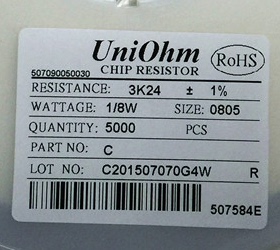 UniOhm
RoHS
507090050030
CHIP RESISTOR
RESISTANCE: 3K24 ± 1%
WATTAGE: 1/8W SIZE: 0805
QUANTITY: 5000 PCS
PART NO: C
LOT NO: C201507070G4W R
507584E